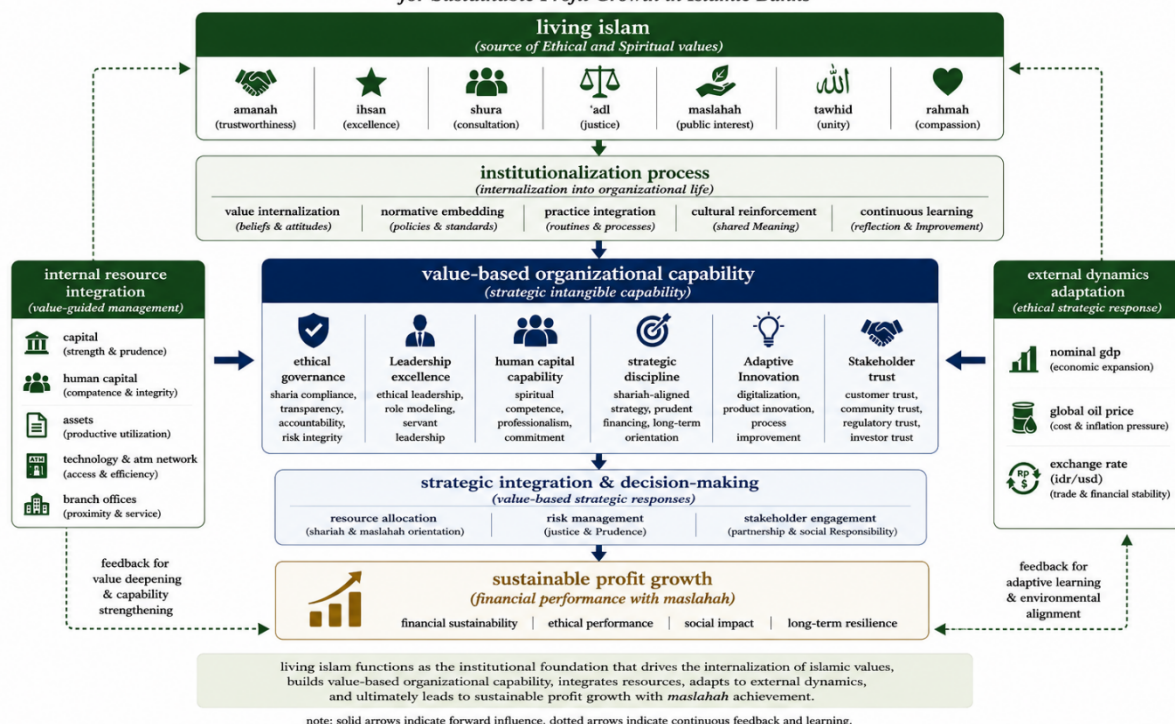 for Sustainable Profit Growth in Islamic Banks
living islam
(source of Ethical and Spiritual values)
amanah
(trustworthiness)
ihsan
(excellence)
shura
(consultation)
'adl
(justice)
maslahah
(public interest)
الله
tawhid
(unity)
rahmah
(compassion)
institutionalization process
(internalization into organizational life)
value internalization
(beliefs & attitudes)
normative embedding
(policies & standards)
practice integration
(routines & processes)
cultural reinforcement
(shared Meaning)
continuous learning
(reflection & Improvement)
internal resource
integration
(value-guided management)
capital
(strength & prudence)
human capital
(competence & integrity)
assets
(productive utilization)
ATM
technology & atm network
(access & efficiency)
branch offices
(proximity & service)
value-based organizational capability
(strategic intangible capability)
ethical
governance
sharia compliance,
transparency,
accountability,
risk integrity
Leadership
excellence
ethical leadership,
role modeling,
servant
leadership
human capital
capability
spiritual
competence,
professionalism,
commitment
strategic
discipline
shariah-aligned
strategy, prudent
financing, long-term
orientation
Adaptive
Innovation
digitalization,
product innovation,
process
improvement
Stakeholder
trust
customer trust,
community trust,
regulatory trust,
investor trust
external dynamics
adaptation
(ethical strategic response)
nominal gdp
(economic expansion)
global oil price
(cost & inflation pressure)
Rp
$
exchange rate
(idr/usd)
(trade & financial stability)
strategic integration & decision-making
(value-based strategic responses)
resource allocation
(shariah & maslahah orientation)
risk management
(justice & Prudence)
stakeholder engagement
(partnership & social Responsibility)
feedback for
value deepening
& capability
strengthening
sustainable profit growth
(financial performance with maslahah)
financial sustainability
ethical performance
social impact
long-term resilience
feedback for
adaptive learning
& environmental
alignment
living islam functions as the institutional foundation that drives the internalization of islamic values,
builds value-based organizational capability, integrates resources, adapts to external dynamics,
and ultimately leads to sustainable profit growth with maslahah achievement.
note: solid arrows indicate forward influence, dotted arrows indicate continuous feedback and learning.